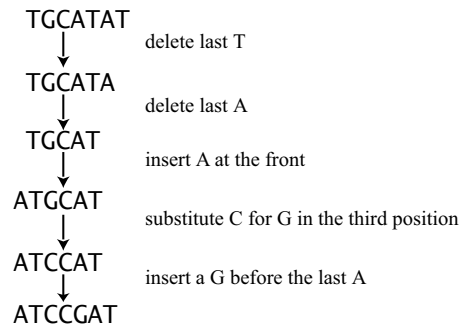 TGCATAT
delete last T
TGCATA
delete last A
TGCAT
insert A at the front
ATGCAT
substitute C for G in the third position
ATCCAT
insert a G before the last A
ATCCGAT